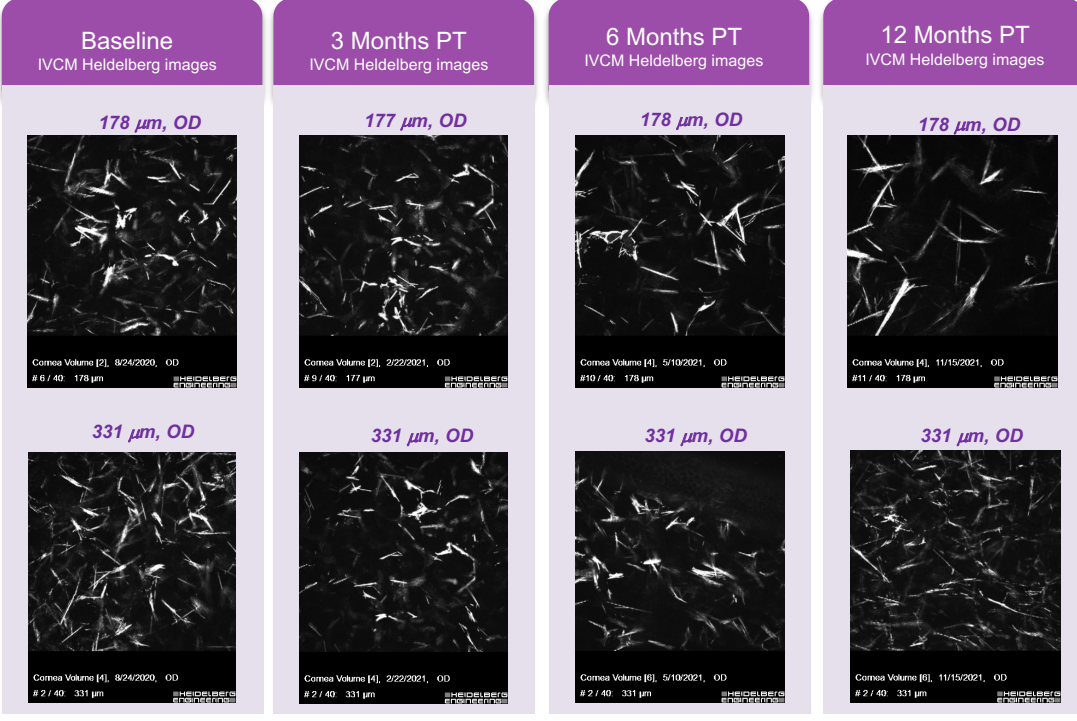 Baseline
IVCM Heldelberg images
3 Months PT
IVCM Heldelberg images
6 Months PT
IVCM Heldelberg images
12 Months PT
IVCM Heldelberg images
178 μm, OD
177 μm, OD
178 μm, OD
178 μm, OD
Cornea Volume [2], 8/24/2020, OD
# 6 / 40: 178 μm
HEIDELBERG
ENGINEERING
Cornea Volume [2], 2/22/2021, OD
# 9 / 40: 177 μm
HEIDELBERG
ENGINEERING
Cornea Volume [4], 5/10/2021, OD
#10 / 40: 178 μm
HEIDELBERG
ENGINEERING
Cornea Volume [4], 11/15/2021, OD
#11 / 40: 178 μm
HEIDELBERG
ENGINEERING
331 μm, OD
331 μm, OD
331 μm, OD
331 μm, OD
Cornea Volume [4], 8/24/2020, OD
# 2 / 40: 331 μm
HEIDELBERG
ENGINEERING
Cornea Volume [4], 2/22/2021, OD
# 2 / 40: 331 μm
HEIDELBERG
ENGINEERING
Cornea Volume [6], 5/10/2021, OD
# 2 / 40: 331 μm
HEIDELBERG
ENGINEERING
Cornea Volume [6], 11/15/2021, OD
# 2 / 40: 331 μm
HEIDELBERG
ENGINEERING